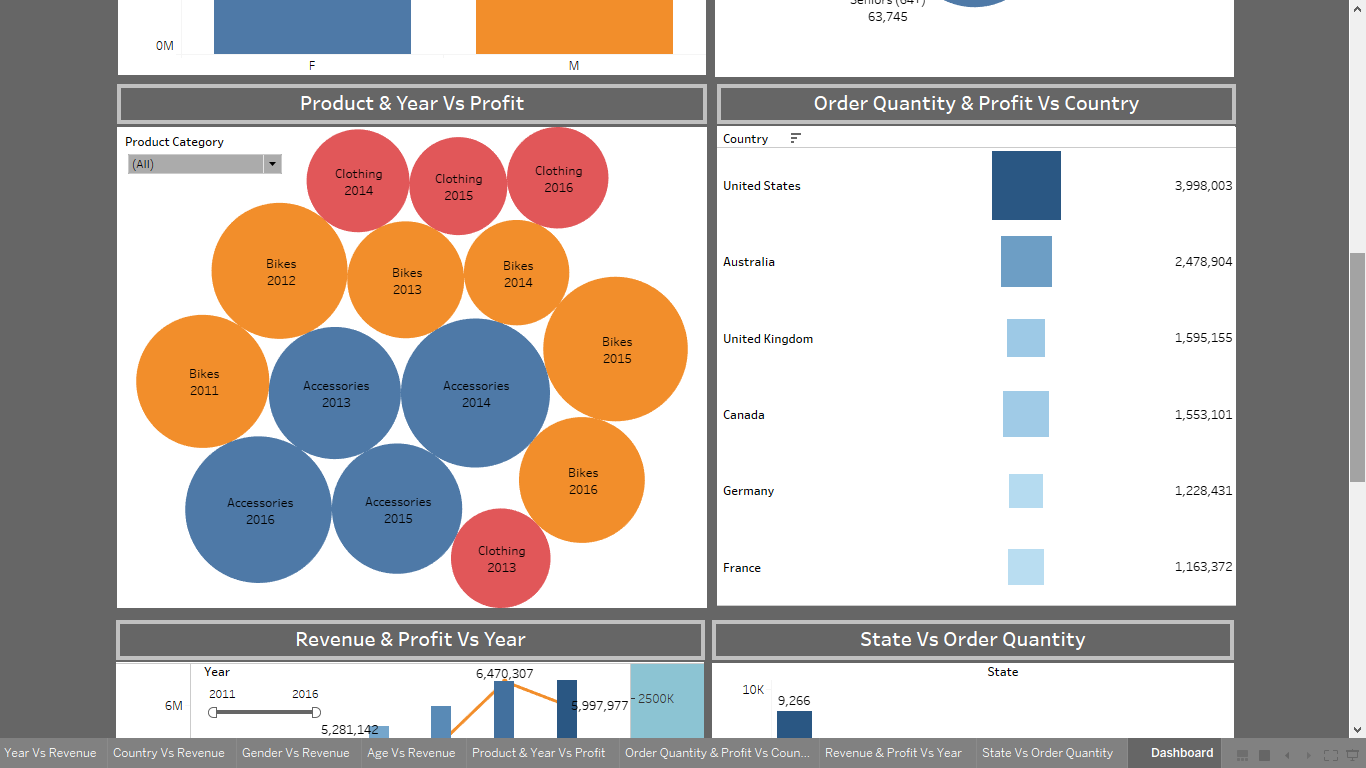 Seniors (64+)
63,745
0M
F
M
Product & Year Vs Profit
Order Quantity & Profit Vs Country
Product Category
(All)
Clothing
2014
Clothing
2015
Clothing
2016
Bikes
2012
Bikes
2013
Bikes
2014
Bikes
2015
Bikes
2011
Accessories
2013
Accessories
2014
Bikes
2016
Accessories
2016
Accessories
2015
Clothing
2013
Country
United States
3,998,003
Australia
2,478,904
United Kingdom
1,595,155
Canada
1,553,101
Germany
1,228,431
France
1,163,372
Revenue & Profit Vs Year
State Vs Order Quantity
Year
2011
2016
6M
5,281,142
6,470,307
5,997,977
2500K
State
10K
9,266
Year Vs Revenue
Country Vs Revenue
Gender Vs Revenue
Age Vs Revenue
Product & Year Vs Profit
Order Quantity & Profit Vs Coun...
Revenue & Profit Vs Year
State Vs Order Quantity
Dashboard